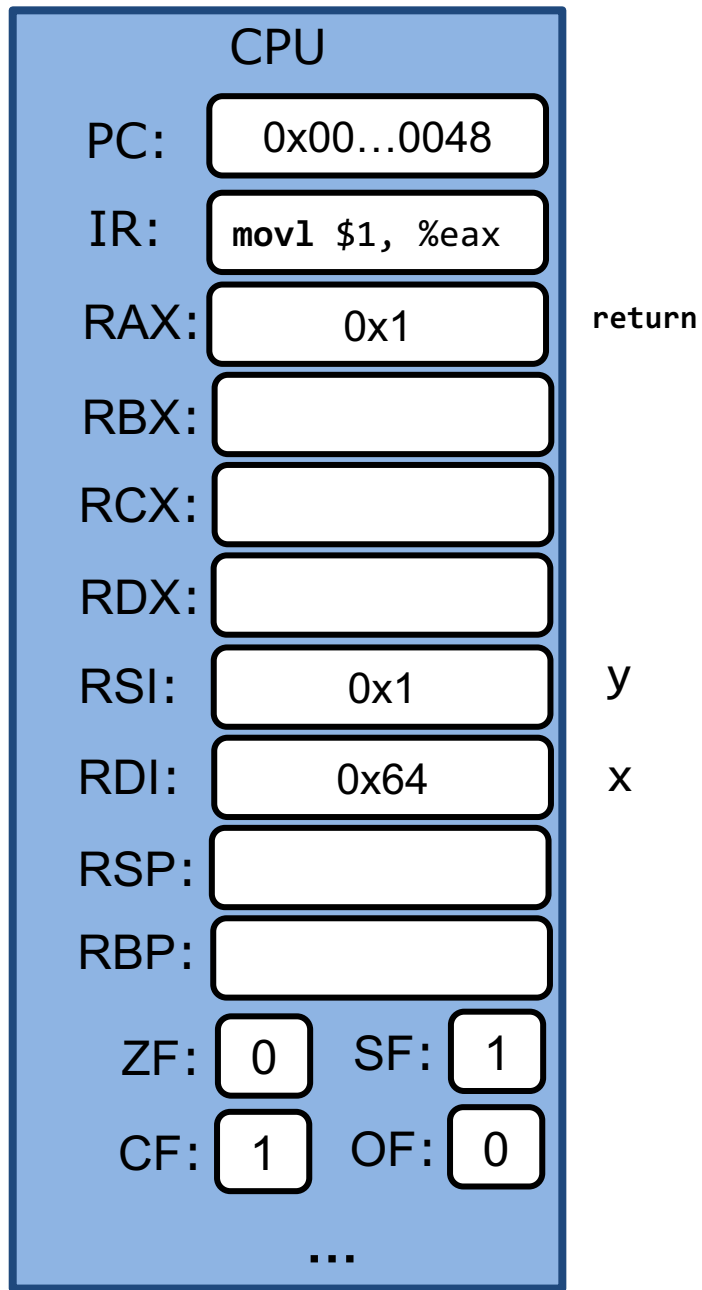 CPU
PC: 0x00...0048
IR: movl $1, %eax
RAX: 0x1 return
RBX:
RCX:
RDX:
RSI: 0x1 y
RDI: 0x64 x
RSP:
RBP:
ZF: 0 SF: 1
CF: 1 OF: 0
...